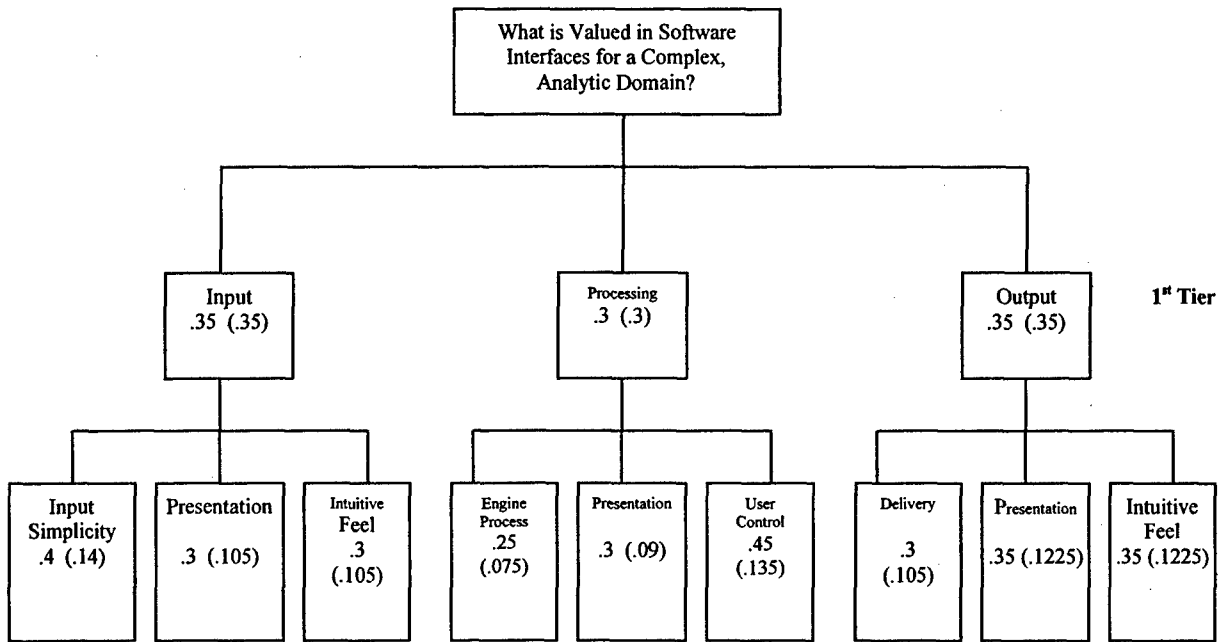 What is Valued in Software
Interfaces for a Complex,
Analytic Domain?
Input
.35 (.35)
Processing
.3 (.3)
Output
.35 (.35)
1st Tier
Input
Simplicity
.4 (.14)
Presentation
.3 (.105)
Intuitive
Feel
.3
(.105)
Engine
Process
.25
(.075)
Presentation
.3 (.09)
User
Control
.45
(.135)
Delivery
.3
(.105)
Presentation
.35 (.1225)
Intuitive
Feel
.35 (.1225)